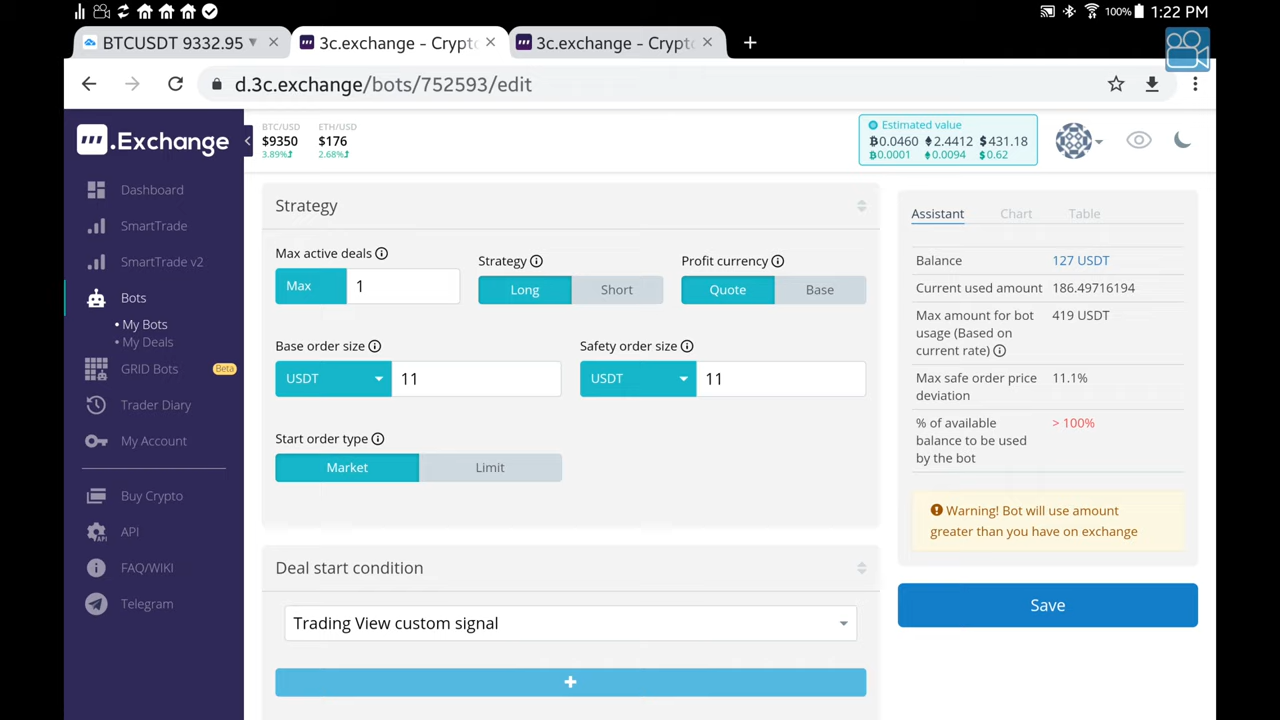 100% 1:22 PM
BTCUSDT 9332.95
3c.exchange - Crypt
3c.exchange - Crypt
d.3c.exchange/bots/752593/edit
.Exchange
BTC/USD ETH/USD
$9350 $176
3.89% 2.68%
Estimated value
0.0460 2.4412 $431.18
0.0001 0.0094 $0.62
Dashboard
SmartTrade
SmartTrade v2
Bots
• My Bots
• My Deals
GRID Bots Beta
Trader Diary
My Account
Buy Crypto
API
FAQ/WIKI
Telegram
Strategy
Max active deals
Max 1
Strategy
Long Short
Profit currency
Quote Base
Base order size
USDT 11
Safety order size
USDT 11
Start order type
Market Limit
Deal start condition
Trading View custom signal
+
Assistant Chart Table
Balance 127 USDT
Current used amount 186.49716194
Max amount for bot 419 USDT
usage (Based on
current rate)
Max safe order price 11.1%
deviation
% of available > 100%
balance to be used
by the bot
Warning! Bot will use amount
greater than you have on exchange
Save